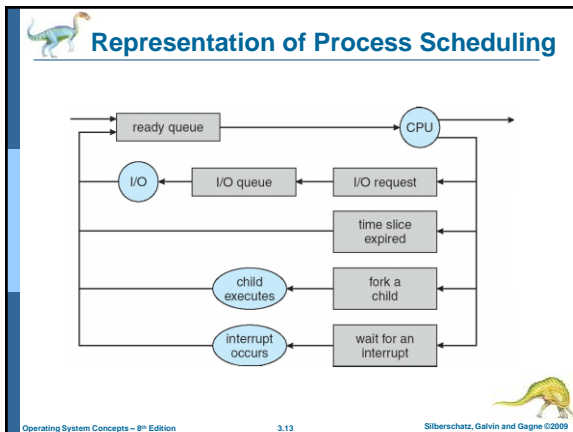 Representation of Process Scheduling
ready queue
CPU
I/O
I/O queue
I/O request
time slice
expired
child
executes
fork a
child
interrupt
occurs
wait for an
interrupt
Operating System Concepts – 8th Edition
3.13
Silberschatz, Galvin and Gagne ©2009